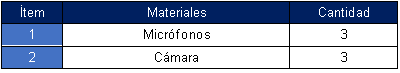 Ítem Materiales Cantidad
1 Micrófonos 3
2 Cámara 3